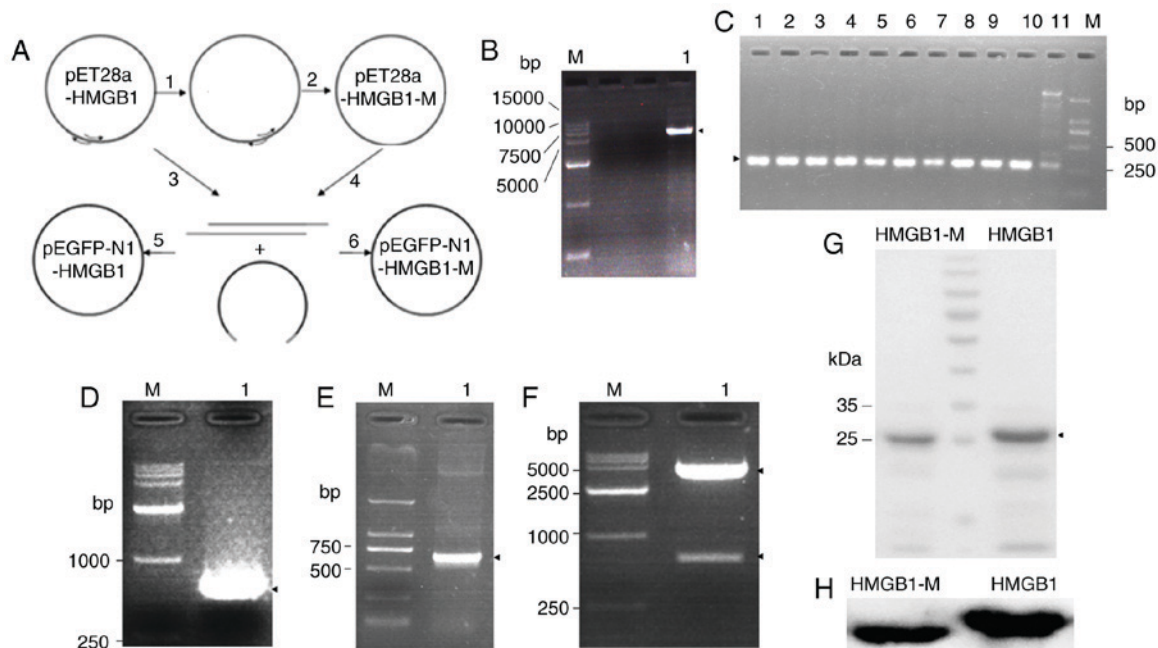 A
pET28a
-HMGB1
1
2
pET28a
-HMGB1-M
3
4
pEGFP-N1
-HMGB1
5
+
6
pEGFP-N1
-HMGB1-M
B
bp
M
1
15000
10000
7500
5000
C
1 2 3 4 5 6 7 8 9 10 11 M
bp
500
250
D
M
1
bp
1000
250
E
M
1
bp
750
500
F
M
1
bp
5000
2500
1000
250
G
HMGB1-M
HMGB1
kDa
35
25
H
HMGB1-M
HMGB1